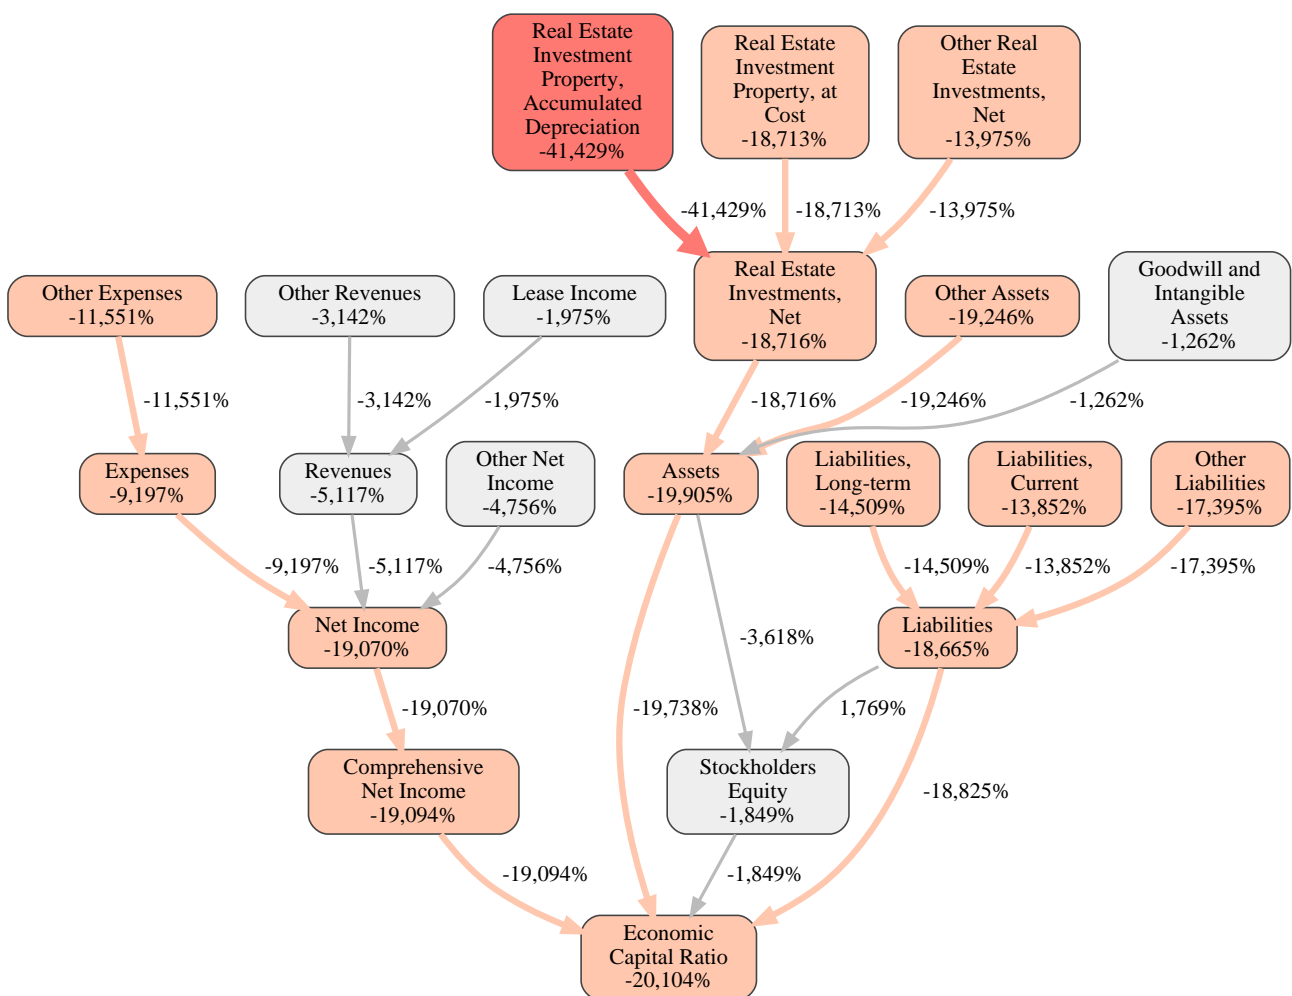 Real Estate
Investment
Property,
Accumulated
Depreciation
-41,429%
Real Estate
Investment
Property, at
Cost
-18,713%
Other Real
Estate
Investments,
Net
-13,975%
-41,429%
-18,713%
-13,975%
Other Expenses
-11,551%
Other Revenues
-3,142%
Lease Income
-1,975%
Real Estate
Investments,
Net
-18,716%
Other Assets
-19,246%
Goodwill and
Intangible
Assets
-1,262%
-11,551%
-3,142%
-1,975%
-18,716%
-19,246%
-1,262%
Expenses
-9,197%
Revenues
-5,117%
Other Net
Income
-4,756%
Assets
-19,905%
Liabilities,
Long-term
-14,509%
Liabilities,
Current
-13,852%
Other
Liabilities
-17,395%
-9,197%
-5,117%
-4,756%
-14,509%
-13,852%
-17,395%
Net Income
-19,070%
-3,618%
Liabilities
-18,665%
-19,070%
-19,738%
1,769%
Comprehensive
Net Income
-19,094%
Stockholders
Equity
-1,849%
-18,825%
-19,094%
-1,849%
Economic
Capital Ratio
-20,104%